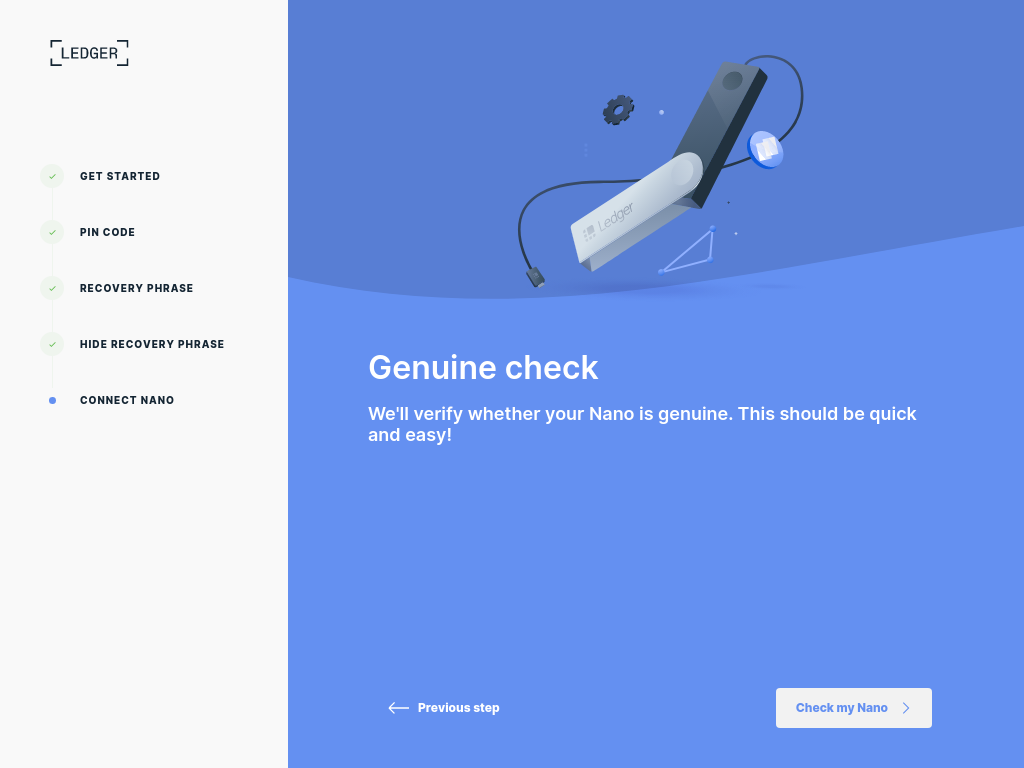 LEDGER
GET STARTED
PIN CODE
RECOVERY PHRASE
HIDE RECOVERY PHRASE
CONNECT NANO
Ledger
Genuine check
We'll verify whether your Nano is genuine. This should be quick
and easy!
Previous step
Check my Nano